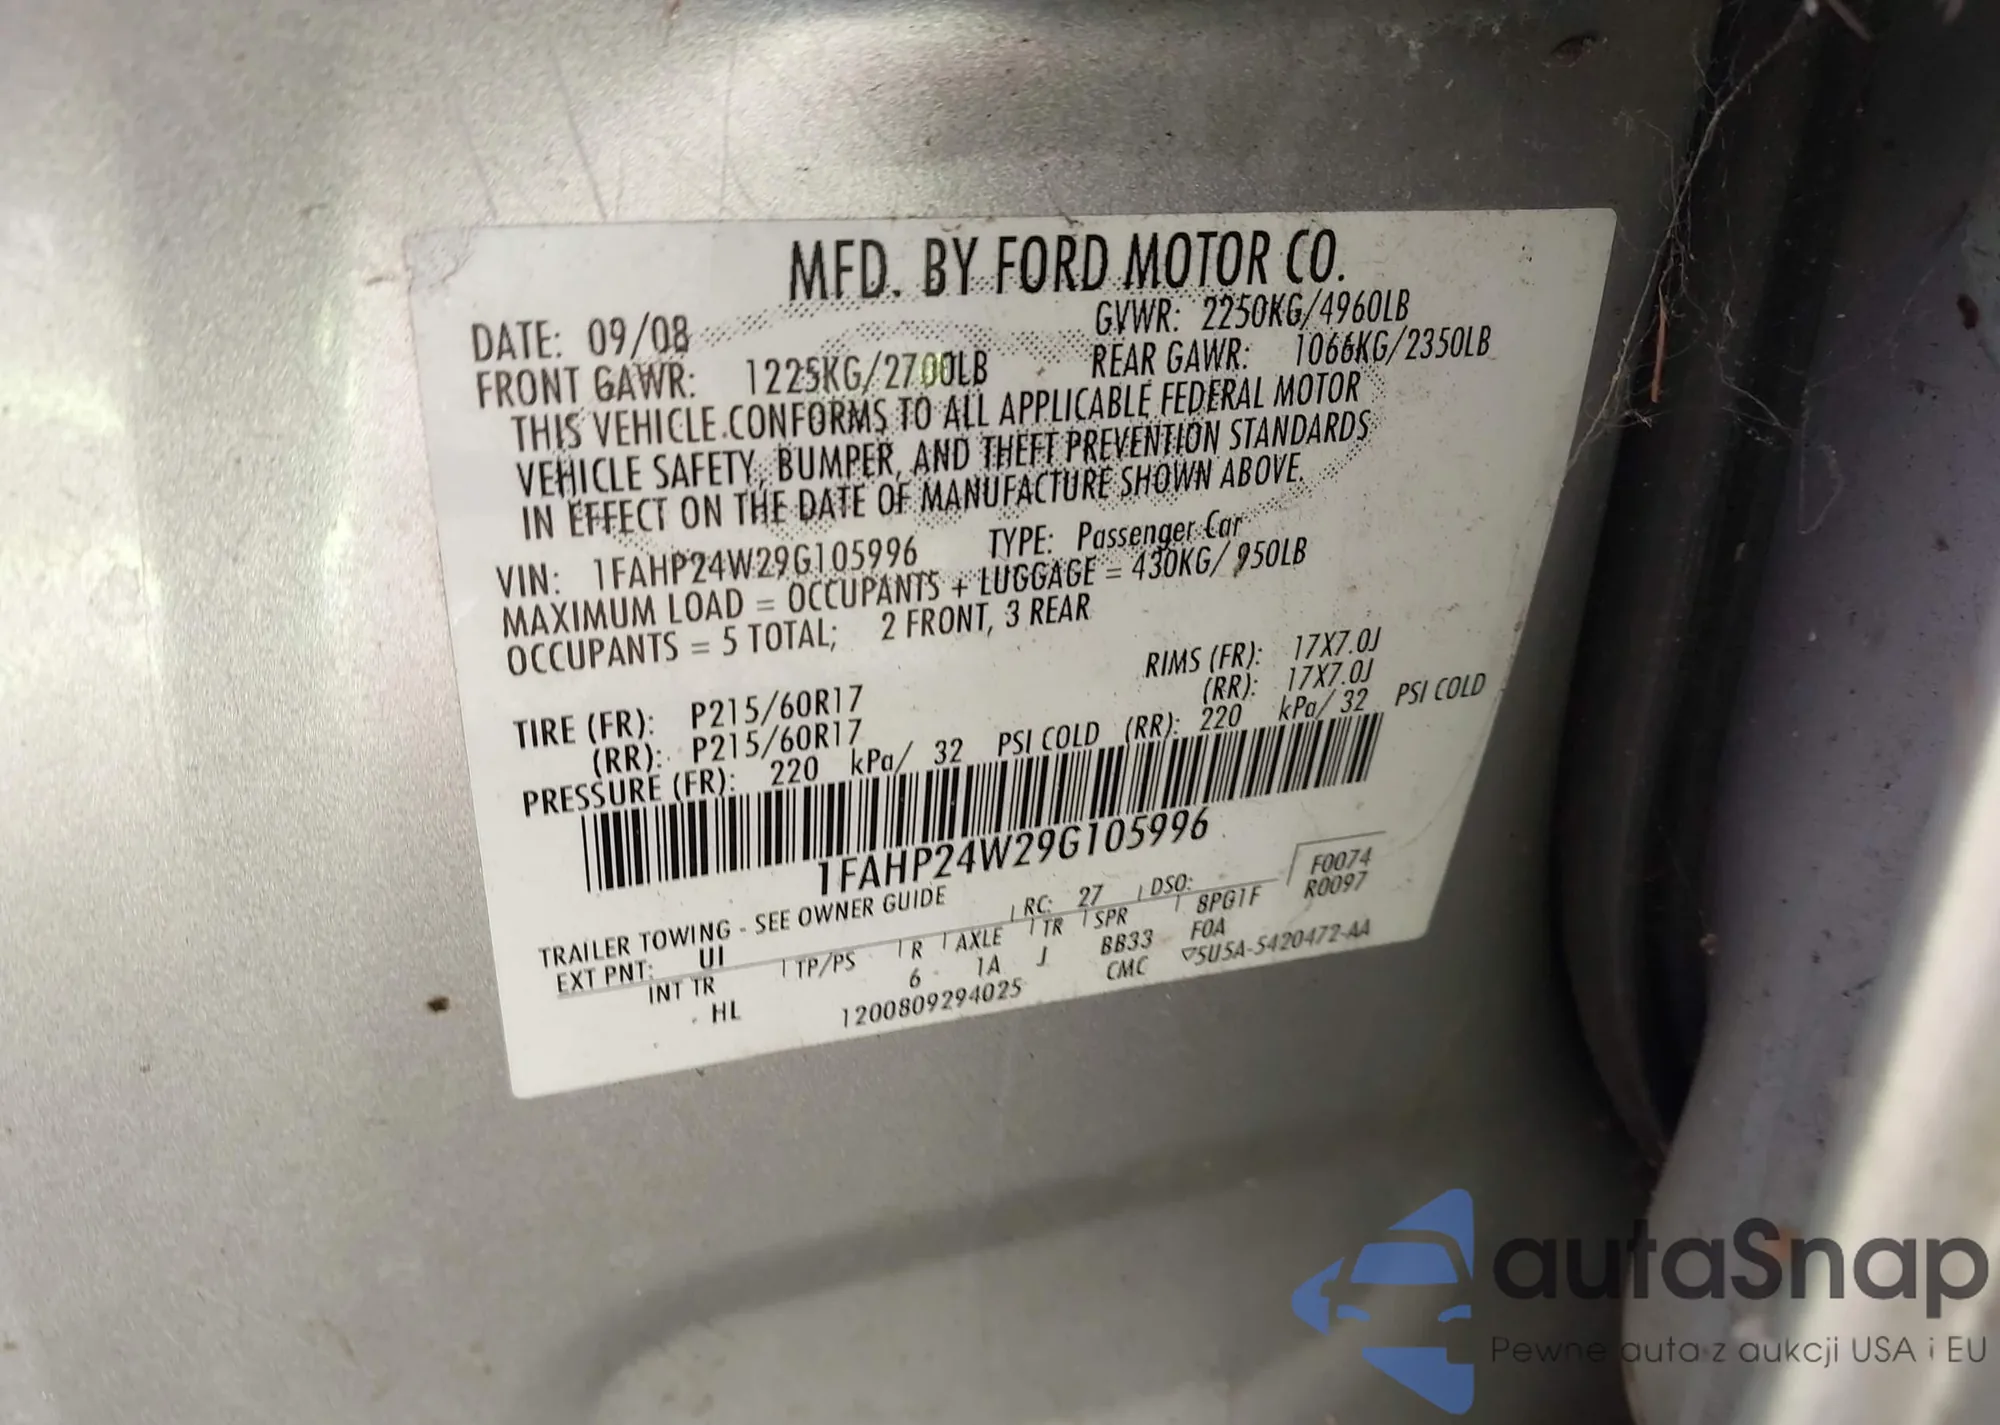 MFD. BY FORD MOTOR CO.
DATE: 09/08 GVWR: 2250KG/4960LB
FRONT GAWR: 1225KG/2700LB REAR GAWR: 1066KG/2350LB
THIS VEHICLE CONFORMS TO ALL APPLICABLE FEDERAL MOTOR
VEHICLE SAFETY, BUMPER, AND THEFT PREVENTION STANDARDS
IN EFFECT ON THE DATE OF MANUFACTURE SHOWN ABOVE.
VIN: 1FAHP24W29G105996 TYPE: Passenger Car
MAXIMUM LOAD = OCCUPANTS + LUGGAGE = 430KG/ 950LB
OCCUPANTS = 5 TOTAL; 2 FRONT, 3 REAR
TIRE (FR): P215/60R17 RIMS (FR): 17X7.0J
(RR): P215/60R17 (RR): 17X7.0J
PRESSURE (FR): 220 kPa/ 32 PSI COLD (RR): 220 kPa/ 32 PSI COLD
1FAHP24W29G105996
F0074
R0097
TRAILER TOWING - SEE OWNER GUIDE
EXT PNT: UI RC: 27 DSO: 8PG1F
INT TR TP/PS R AXLE TR SPR F0A
HL 6 1A J BB33
1200809294025 CMC ▽5U5A-5420472-AA
autaSnap
Pewne auta z aukcji USA i EU